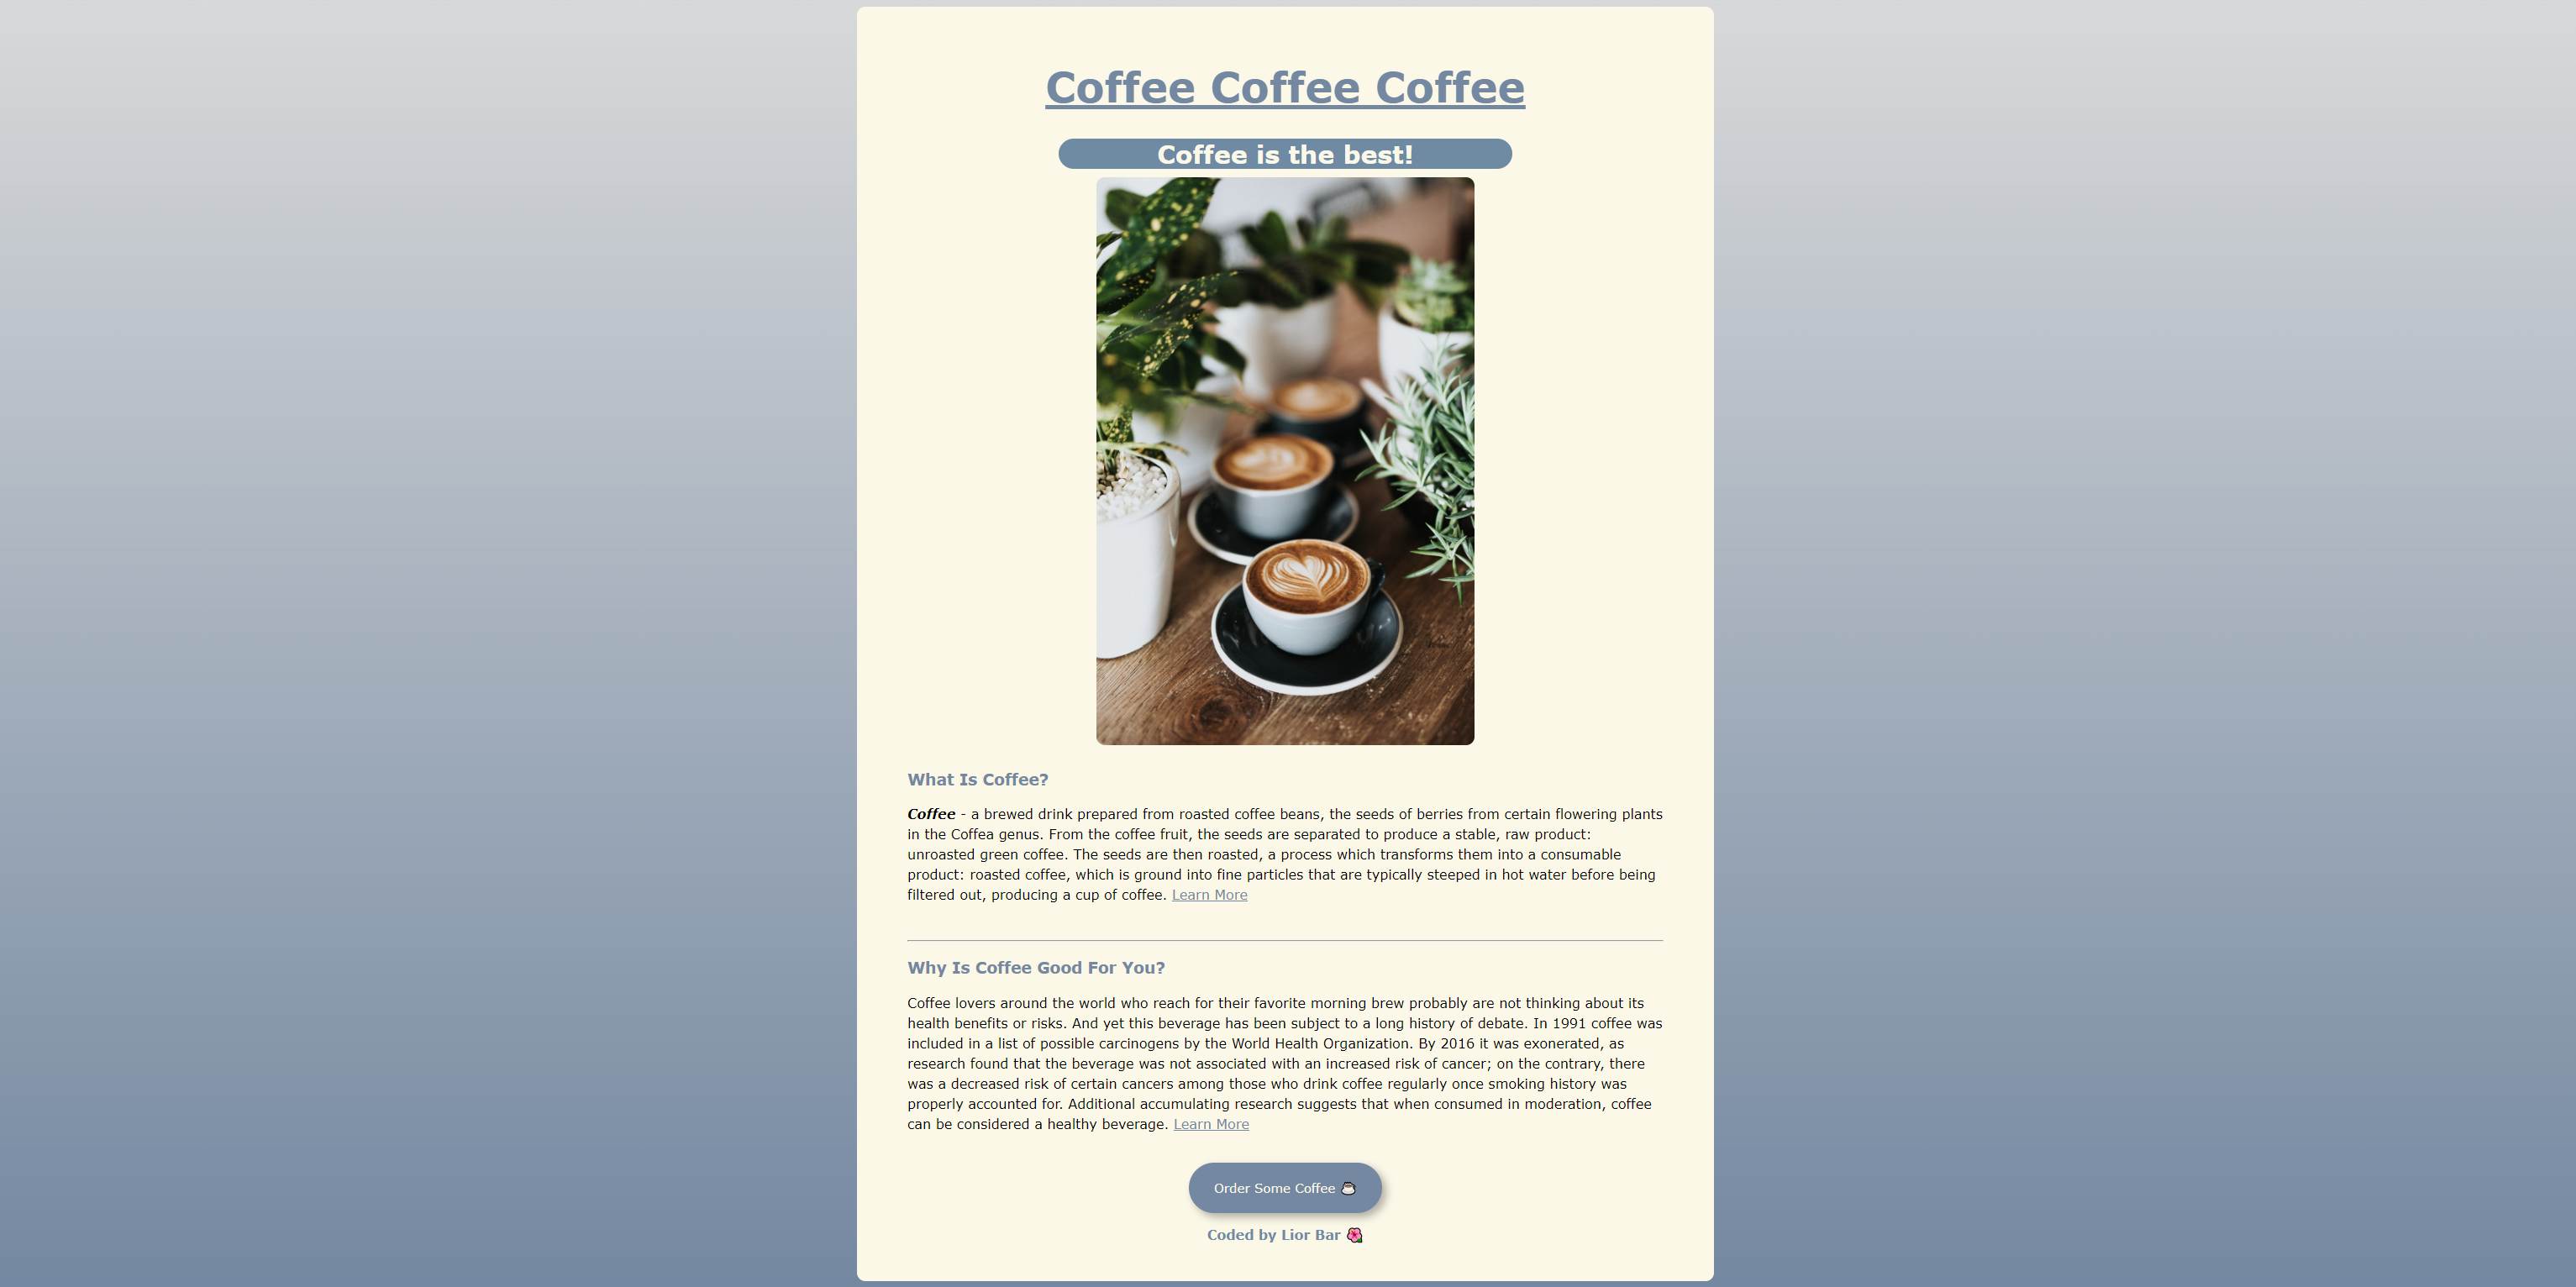 Coffee Coffee Coffee
Coffee is the best!
What Is Coffee?
Coffee - a brewed drink prepared from roasted coffee beans, the seeds of berries from certain flowering plants
in the Coffea genus. From the coffee fruit, the seeds are separated to produce a stable, raw product:
unroasted green coffee. The seeds are then roasted, a process which transforms them into a consumable
product: roasted coffee, which is ground into fine particles that are typically steeped in hot water before being
filtered out, producing a cup of coffee. Learn More
Why Is Coffee Good For You?
Coffee lovers around the world who reach for their favorite morning brew probably are not thinking about its
health benefits or risks. And yet this beverage has been subject to a long history of debate. In 1991 coffee was
included in a list of possible carcinogens by the World Health Organization. By 2016 it was exonerated, as
research found that the beverage was not associated with an increased risk of cancer; on the contrary, there
was a decreased risk of certain cancers among those who drink coffee regularly once smoking history was
properly accounted for. Additional accumulating research suggests that when consumed in moderation, coffee
can be considered a healthy beverage. Learn More
Order Some Coffee ☕
Coded by Lior Bar 🌺